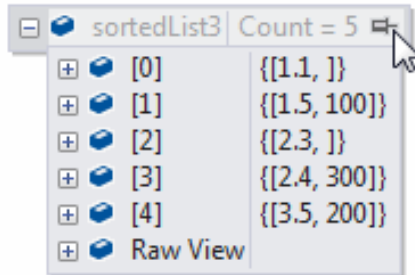 sortedList3 Count = 5
[0] {[1.1, ]}
[1] {[1.5, 100]}
[2] {[2.3, ]}
[3] {[2.4, 300]}
[4] {[3.5, 200]}
Raw View